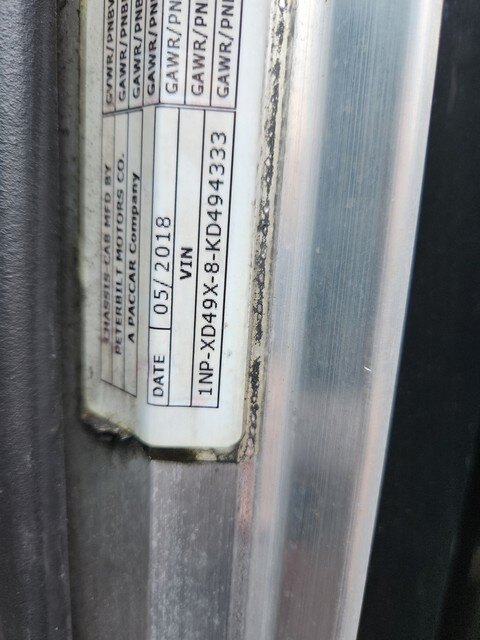 CHASSIS-CAB MFD BY
PETERBILT MOTORS CO.
A PACCAR Company
DATE 05/2018
VIN
1NP-XD49X-8-KD494333
GVWR/PNBV
GAWR/PNB
GAWR/PNB
GAWR/PNB
GAWR/PNB
GAWR/PNB
GAWR/PNB